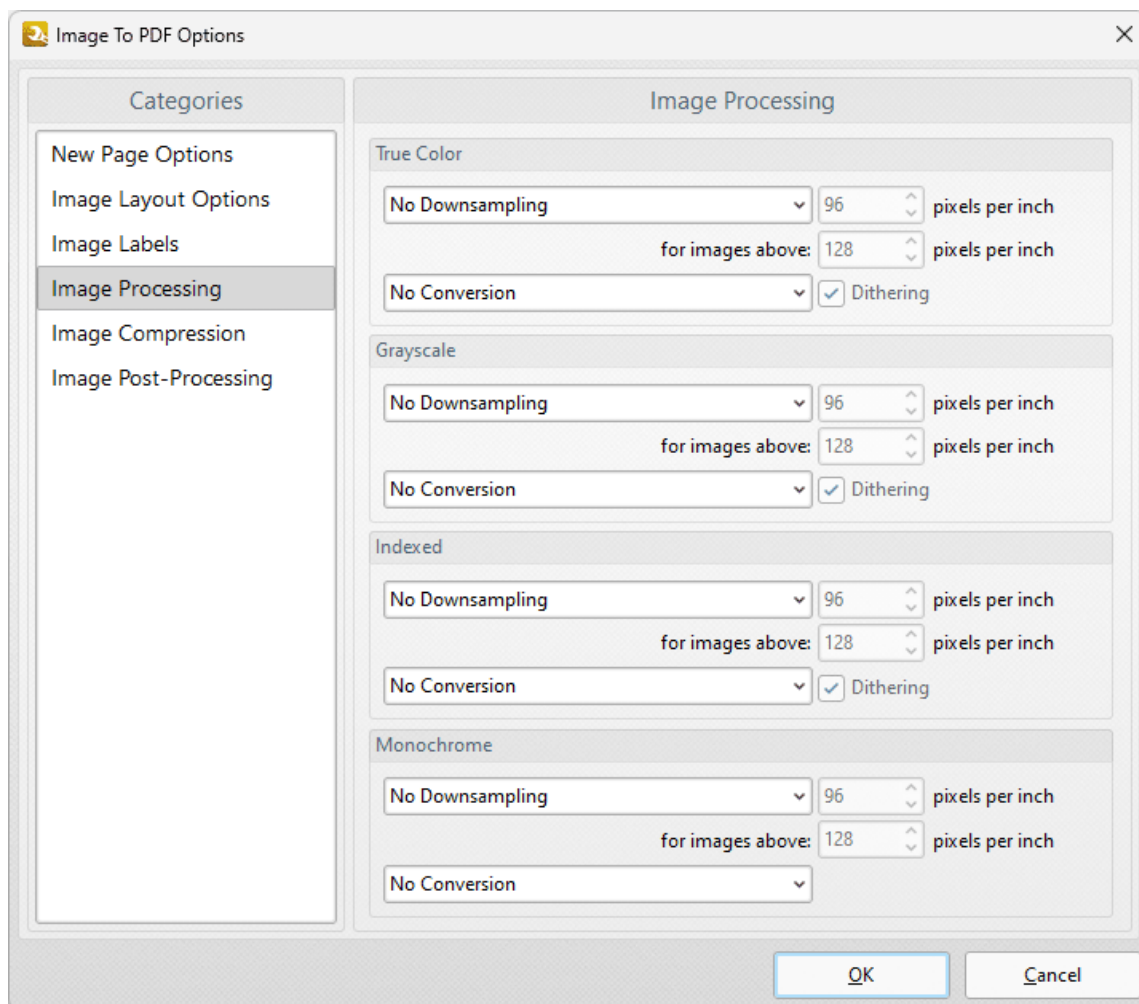 Image To PDF Options
Categories
New Page Options
Image Layout Options
Image Labels
Image Processing
Image Compression
Image Post-Processing
Image Processing
True Color
No Downsampling 96 pixels per inch
for images above: 128 pixels per inch
No Conversion Dithering
Grayscale
No Downsampling 96 pixels per inch
for images above: 128 pixels per inch
No Conversion Dithering
Indexed
No Downsampling 96 pixels per inch
for images above: 128 pixels per inch
No Conversion Dithering
Monochrome
No Downsampling 96 pixels per inch
for images above: 128 pixels per inch
No Conversion
OK Cancel